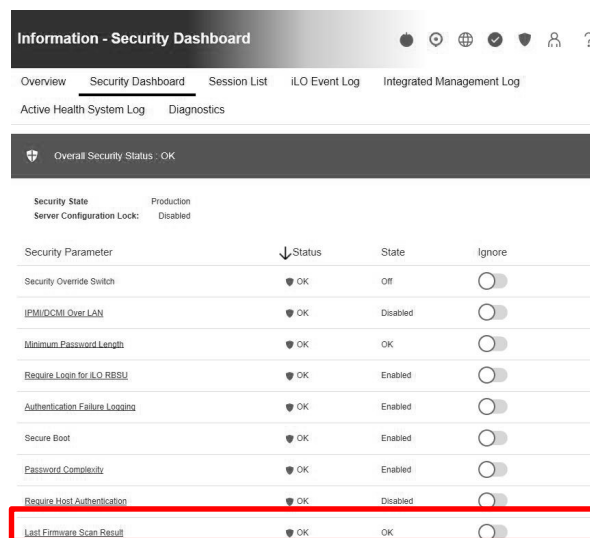 Information - Security Dashboard
Overview Security Dashboard Session List iLO Event Log Integrated Management Log
Active Health System Log Diagnostics
Overall Security Status : OK
Security State Production
Server Configuration Lock: Disabled
Security Parameter Status State Ignore
Security Override Switch OK Off
IPMI/DCMI Over LAN OK Disabled
Minimum Password Length OK OK
Require Login for iLO RBSU OK Enabled
Authentication Failure Logging OK Enabled
Secure Boot OK Enabled
Password Complexity OK Enabled
Require Host Authentication OK Disabled
Last Firmware Scan Result OK OK